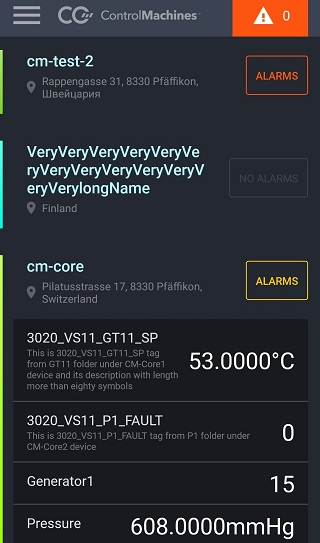 ControlMachines
0
cm-test-2
Rappengasse 31, 8330 Pfäffikon,
Швейцария
ALARMS
VeryVeryVeryVeryVeryVe
ryVeryVeryVeryVeryVeryV
eryVerylongName
Finland
NO ALARMS
cm-core
Pilatusstrasse 17, 8330 Pfäffikon,
Switzerland
ALARMS
3020_VS11_GT11_SP
This is 3020_VS11_GT11_SP tag
from GT11 folder under CM-Core1
device and its description with length
more than eighty symbols
53.0000°C
3020_VS11_P1_FAULT
This is 3020_VS11_P1_FAULT tag from P1 folder under
CM-Core2 device
0
Generator1
15
Pressure
608.0000mmHg